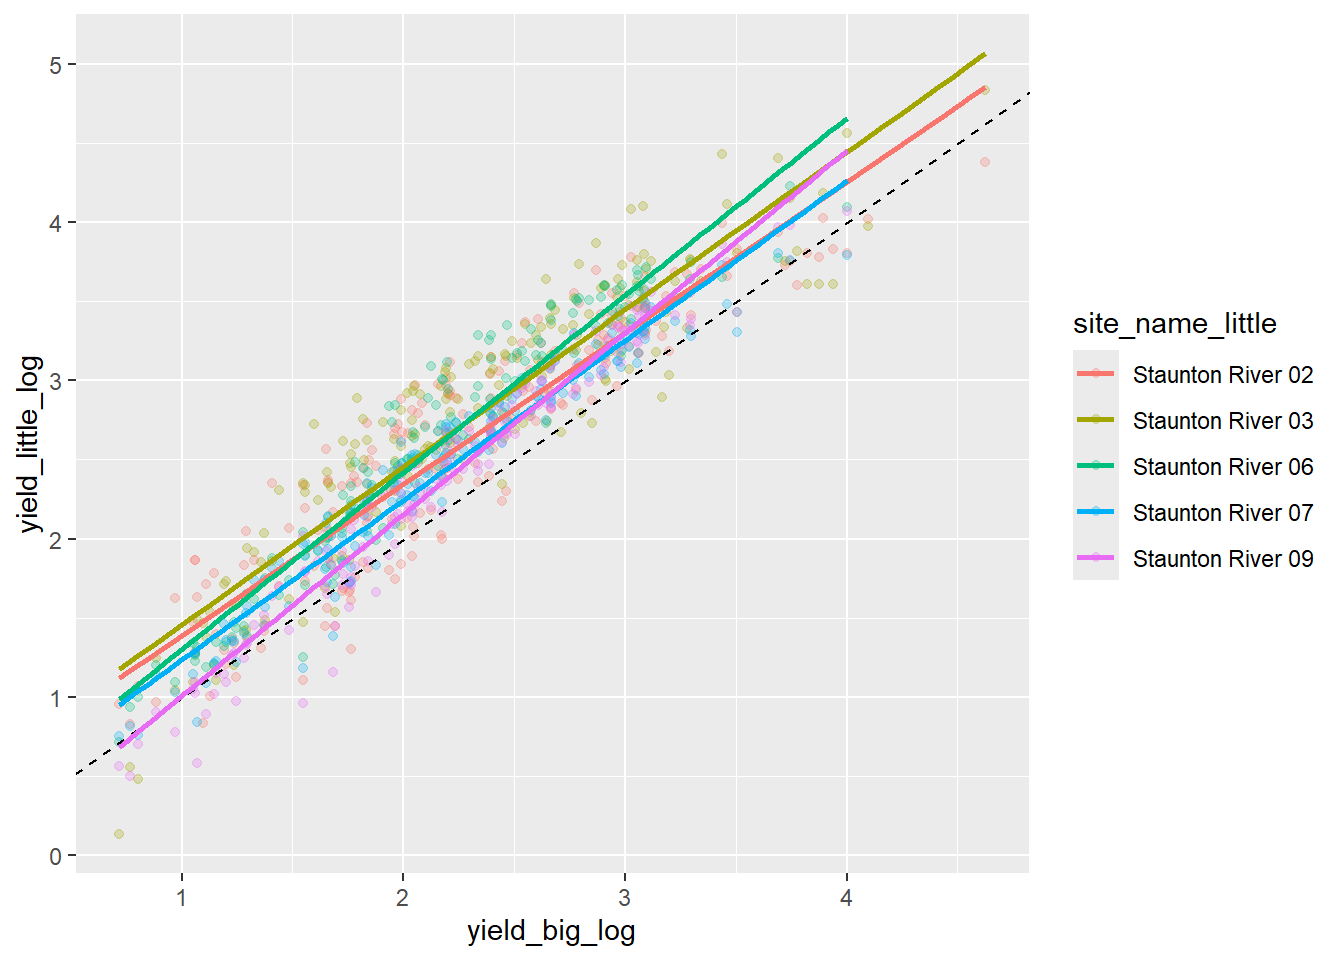 5
4
3
2
1
0
yield_little_log
1
2
3
4
yield_big_log
site_name_little
Staunton River 02
Staunton River 03
Staunton River 06
Staunton River 07
Staunton River 09